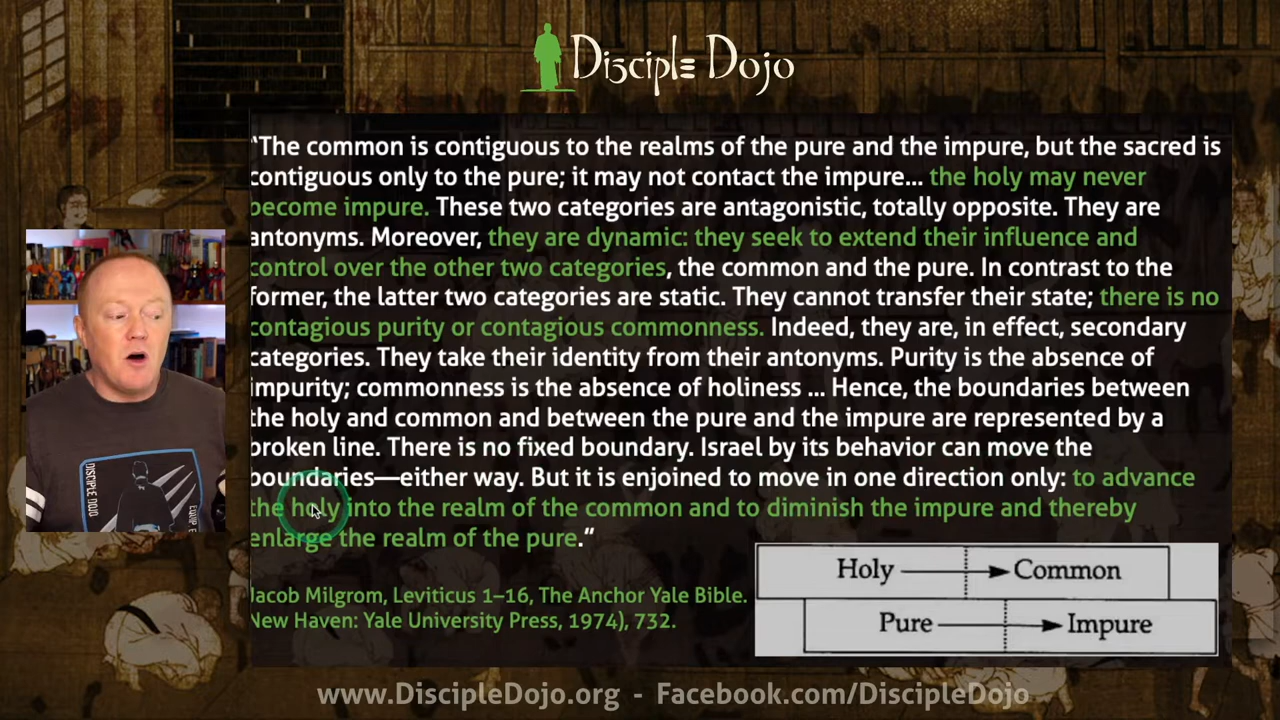 Disciple Dojo
“The common is contiguous to the realms of the pure and the impure, but the sacred is
contiguous only to the pure; it may not contact the impure... the holy may never
become impure. These two categories are antagonistic, totally opposite. They are
antonyms. Moreover, they are dynamic: they seek to extend their influence and
control over the other two categories, the common and the pure. In contrast to the
former, the latter two categories are static. They cannot transfer their state; there is no
contagious purity or contagious commonness. Indeed, they are, in effect, secondary
categories. They take their identity from their antonyms. Purity is the absence of
impurity; commonness is the absence of holiness ... Hence, the boundaries between
the holy and common and between the pure and the impure are represented by a
broken line. There is no fixed boundary. Israel by its behavior can move the
boundaries—either way. But it is enjoined to move in one direction only: to advance
the holy into the realm of the common and to diminish the impure and thereby
enlarge the realm of the pure.”
Jacob Milgrom, Leviticus 1–16, The Anchor Yale Bible.
New Haven: Yale University Press, 1974), 732.
Holy Common
Pure Impure
DISCIPLE DOJO
www.DiscipleDojo.org - Facebook.com/DiscipleDojo